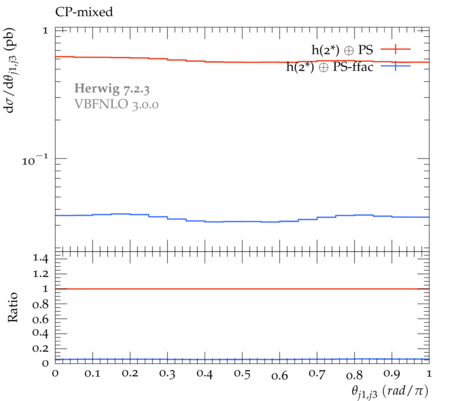 CP-mixed
dσ/dθj1,j3 (pb)
1
10⁻¹
h(2*) ⊕ PS
h(2*) ⊕ PS-ffac
Herwig 7.2.3
VBFNLO 3.0.0
Ratio
1.4
1.2
1
0.8
0.6
0.4
0.2
0
0 0.1 0.2 0.3 0.4 0.5 0.6 0.7 0.8 0.9 1
θj1,j3 (rad/π)